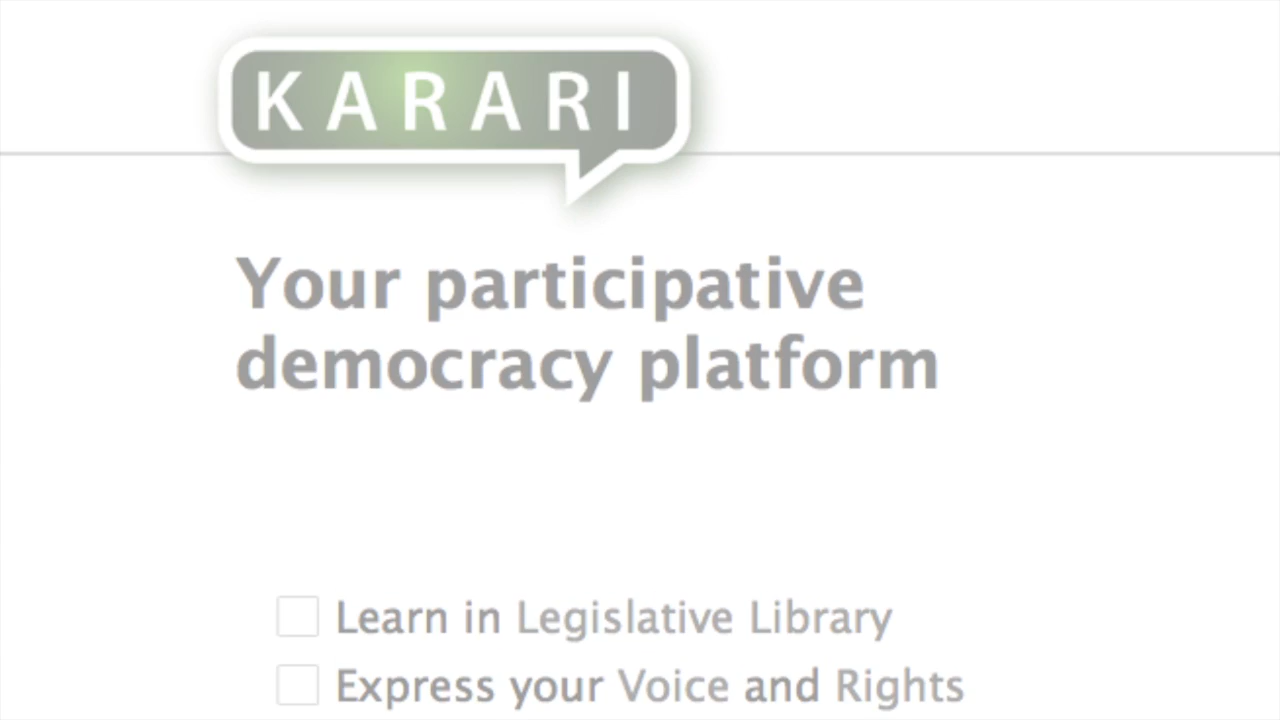 KARARI
Your participative
democracy platform
Learn in Legislative Library
Express your Voice and Rights